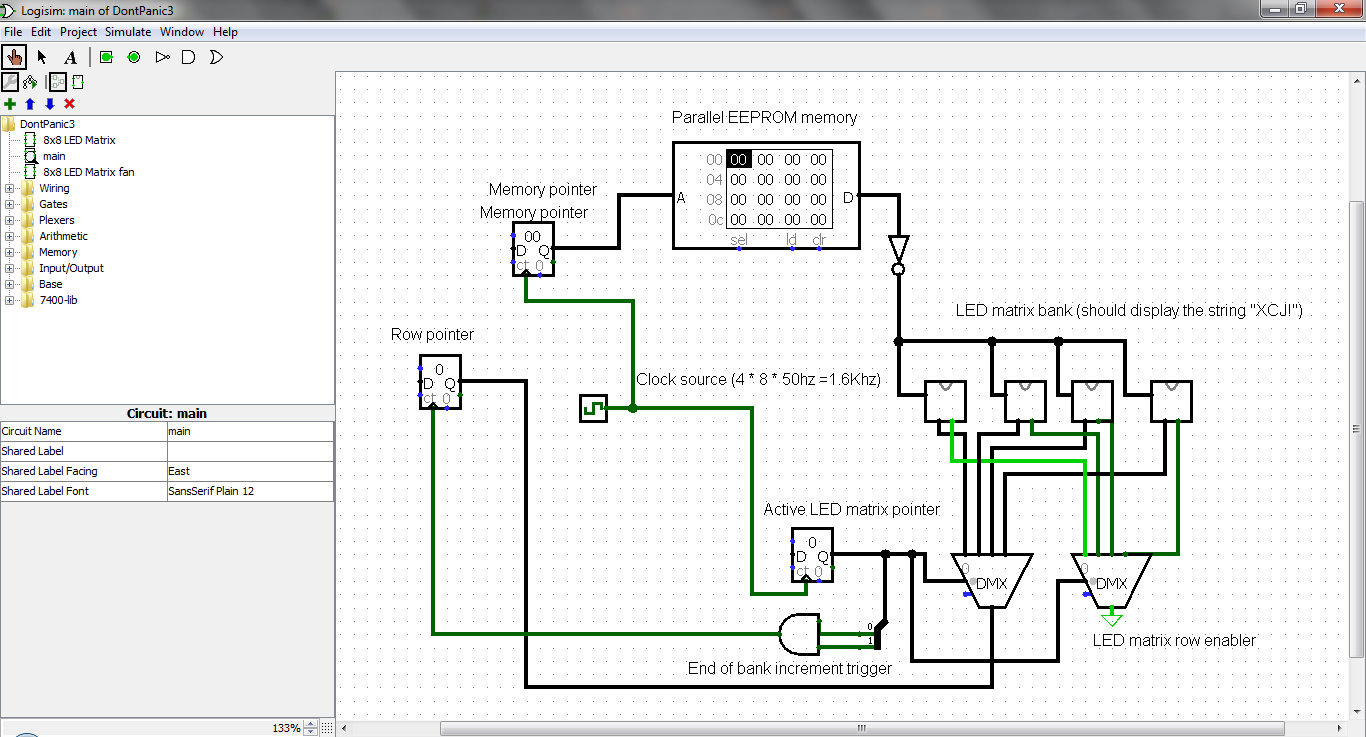 Logisim: main of DontPanic3
File Edit Project Simulate Window Help
A
DontPanic3
8x8 LED Matrix
main
8x8 LED Matrix fan
Wiring
Gates
Plexers
Arithmetic
Memory
Input/Output
Base
7400-lib
Circuit: main
Circuit Name main
Shared Label
Shared Label Facing East
Shared Label Font SansSerif Plain 12
133%
Parallel EEPROM memory
00 00 00 00 00
04 00 00 00 00
08 00 00 00 00
0c 00 00 00 00
A
D
sel ld clr
Memory pointer
Memory pointer
00
D Q
ct 0
LED matrix bank (should display the string "XCJ!")
Row pointer
0
D Q
ct 0
Clock source (4 * 8 * 50hz =1.6Khz)
Active LED matrix pointer
0
D Q
ct 0
0
DMX
0
DMX
0
1
LED matrix row enabler
End of bank increment trigger